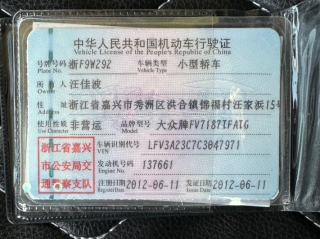 中华人民共和国机动车行驶证
Vehicle License of the People's Republic of China
号牌号码 浙F9W292 车辆类型 小型轿车
Plate No. Vehicle Type
所有人 汪佳波
Owner
住址 浙江省嘉兴市秀洲区洪合镇锦福村汪家浜15号
Address
使用性质 非营运 品牌型号 大众牌FV7187TFATG
Use Character Model
浙江省嘉兴 车辆识别代号 LFV3A23C7C3047971
VIN
市公安局交 发动机号码 137661
Engine No.
通警察支队 注册日期 2012-06-11 发证日期 2012-06-11
Register Date Issue Date